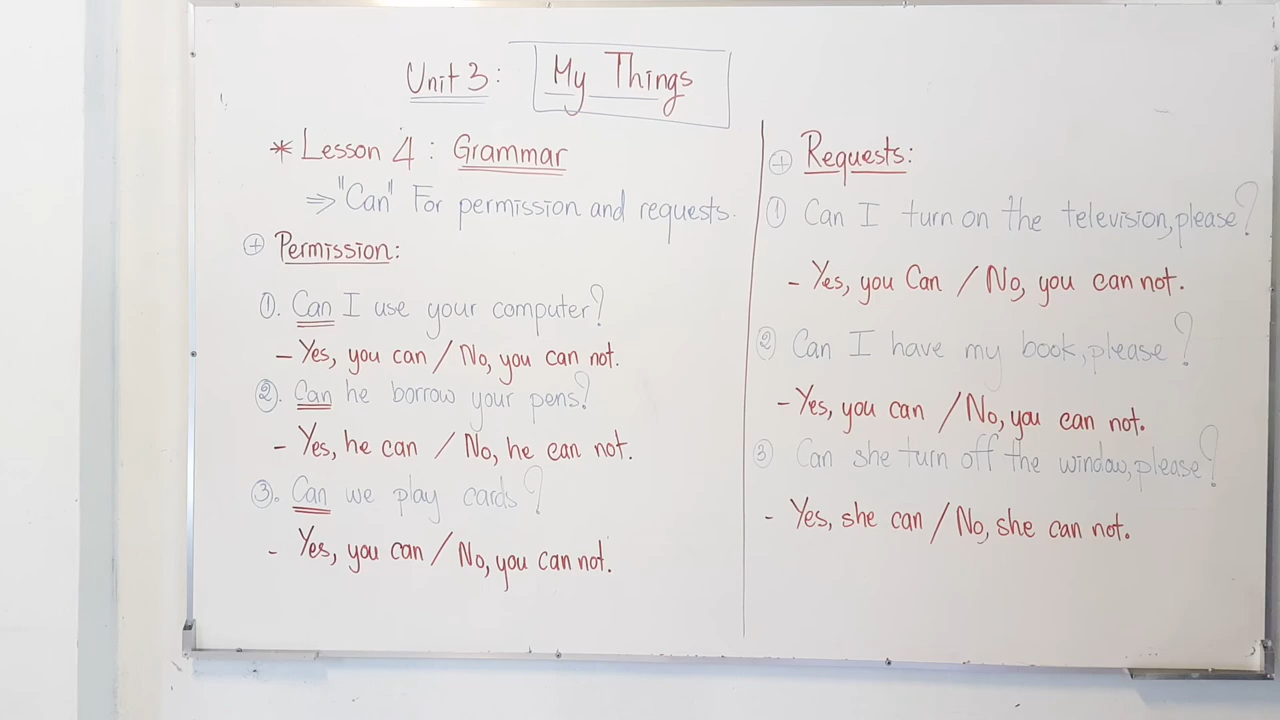 Unit 3: My Things
* Lesson 4 : Grammar
⇒ "Can" For permission and requests.
⊕ Permission:
①. Can I use your computer?
- Yes, you can / No, you can not.
②. Can he borrow your pens?
- Yes, he can / No, he can not.
③. Can we play cards?
- Yes, you can / No, you can not.
⊕ Requests:
① Can I turn on the television, please?
- Yes, you Can / No, you can not.
② Can I have my book, please?
- Yes, you can / No, you can not.
③ Can she turn off the window, please?
- Yes, she can / No, she can not.